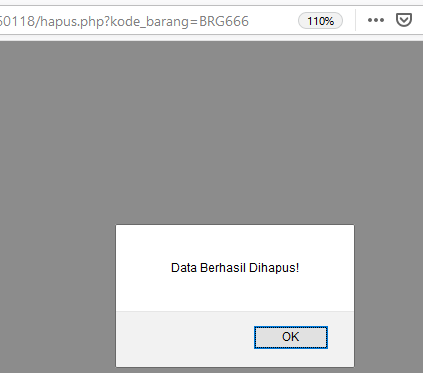 60118/hapus.php?kode_barang=BRG666
110%
Data Berhasil Dihapus!
OK